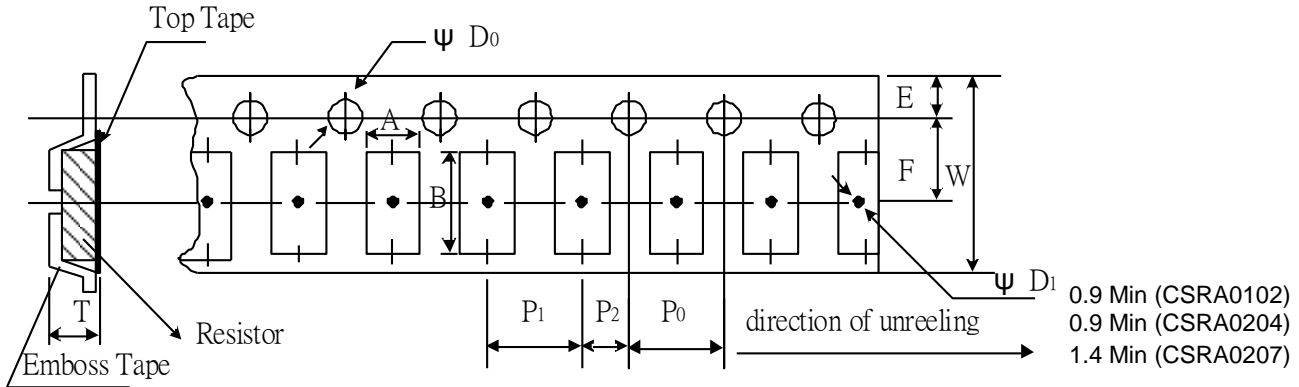 Top Tape
Ψ D0
E
A
F
W
B
Ψ D1
0.9 Min (CSRA0102)
T
Resistor
P1
P2
P0
direction of unreeling
0.9 Min (CSRA0204)
Emboss Tape
1.4 Min (CSRA0207)